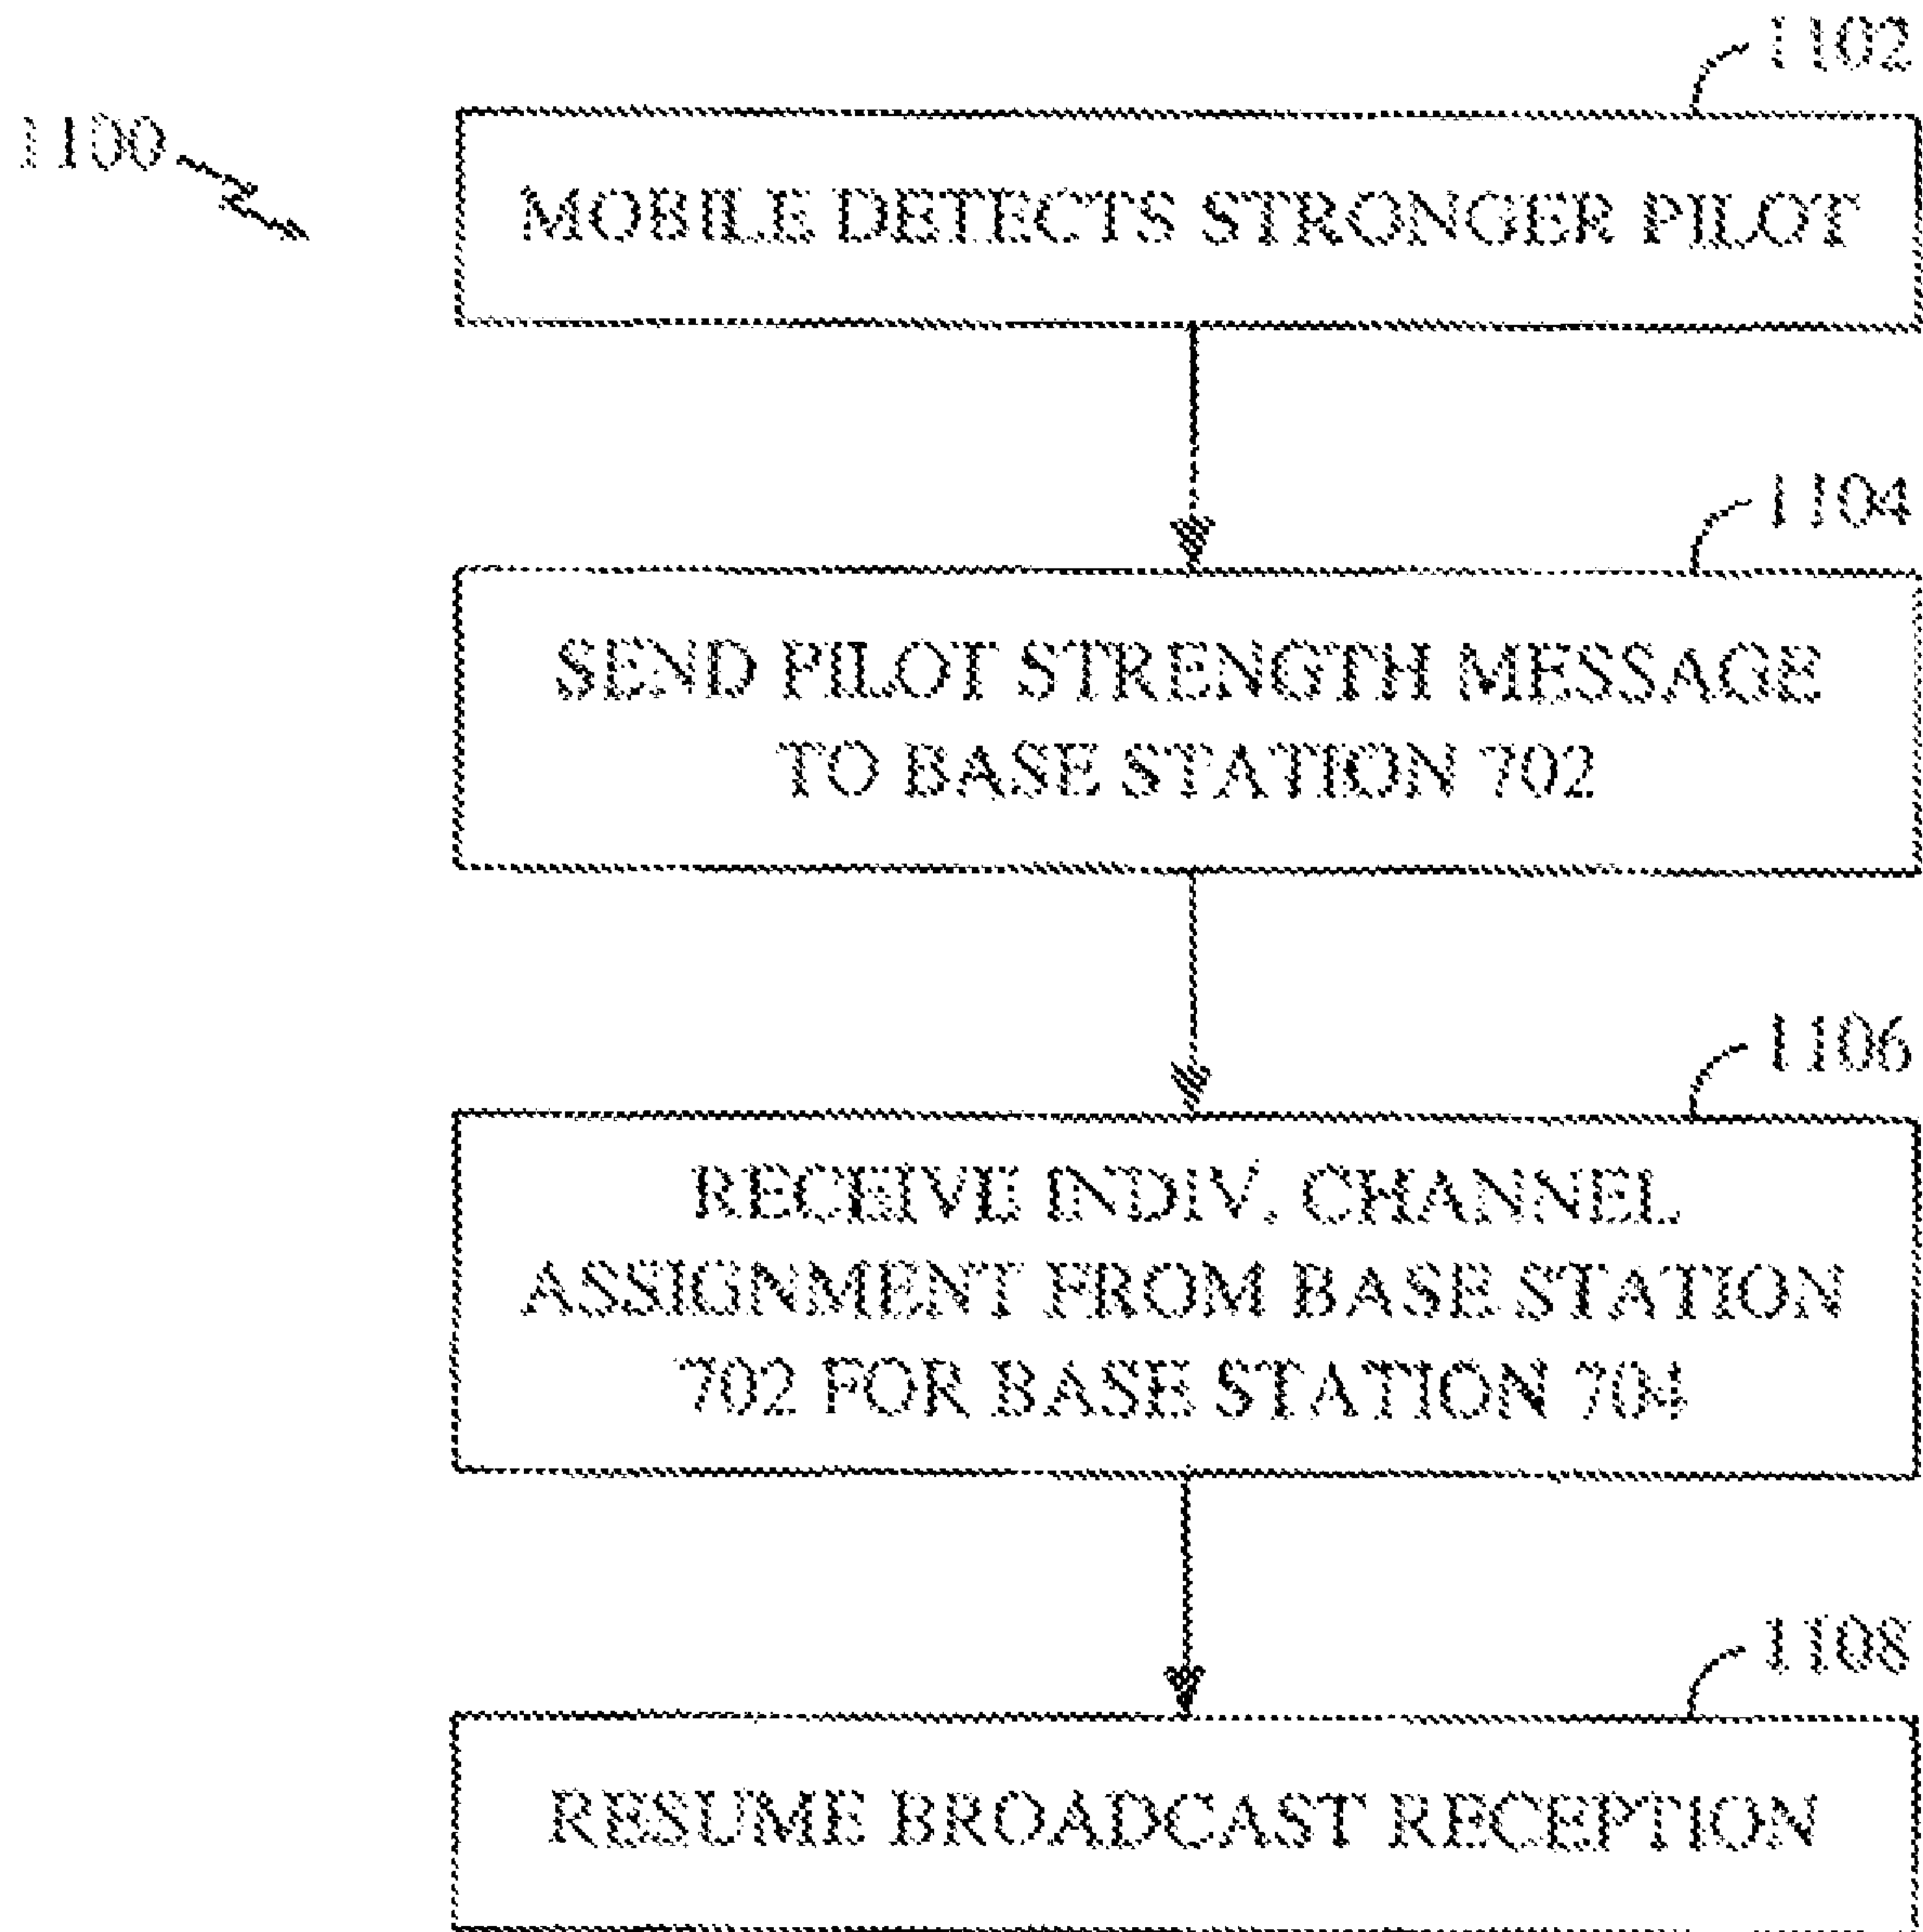 1102
1100
MOBILE DETECTS STRONGER PILOT
1104
SEND PILOT STRENGTH MESSAGE
TO BASE STATION 702
1106
RECEIVE INDIV. CHANNEL
ASSIGNMENT FROM BASE STATION
702 FOR BASE STATION 704
1108
RESUME BROADCAST RECEPTION